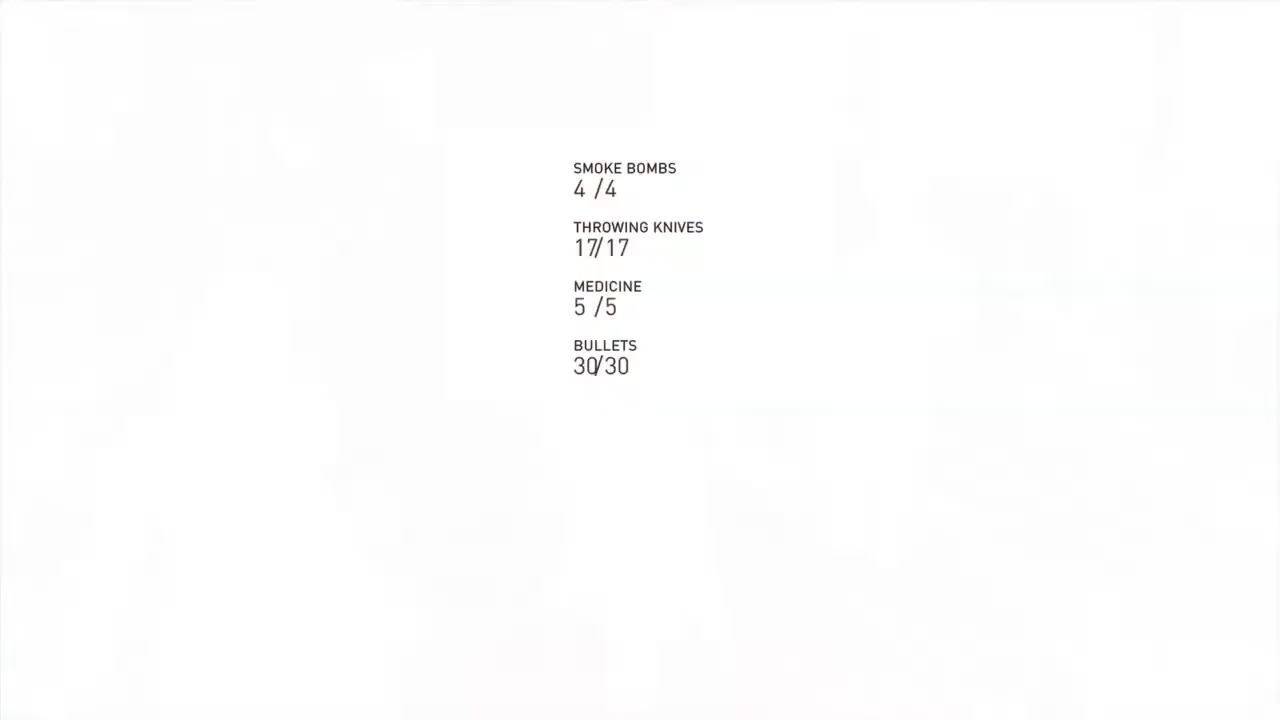 SMOKE BOMBS
4 /4
THROWING KNIVES
17/17
MEDICINE
5 /5
BULLETS
30/30